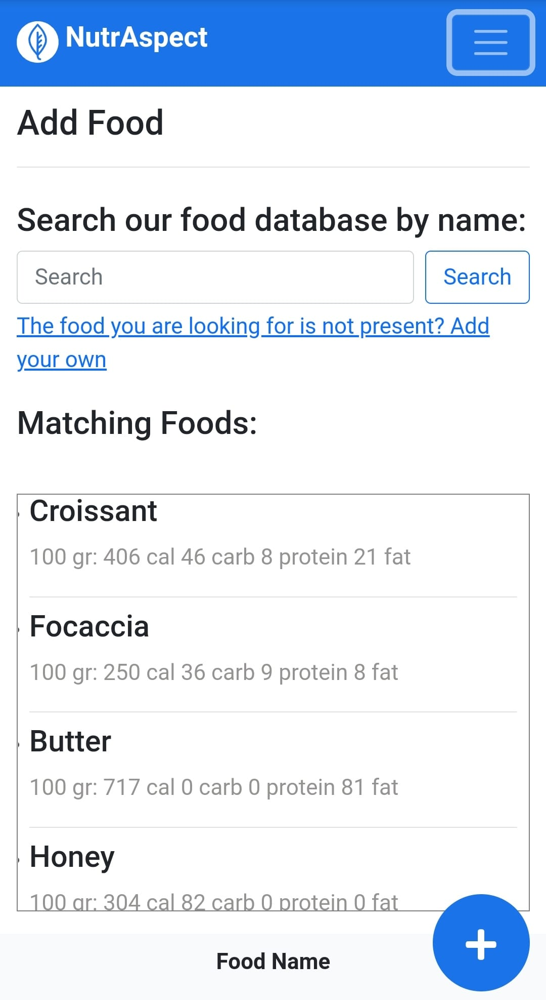 NutrAspect
Add Food
Search our food database by name:
Search
Search
The food you are looking for is not present? Add
your own
Matching Foods:
Croissant
100 gr: 406 cal 46 carb 8 protein 21 fat
Focaccia
100 gr: 250 cal 36 carb 9 protein 8 fat
Butter
100 gr: 717 cal 0 carb 0 protein 81 fat
Honey
100 gr: 304 cal 82 carb 0 protein 0 fat
Food Name